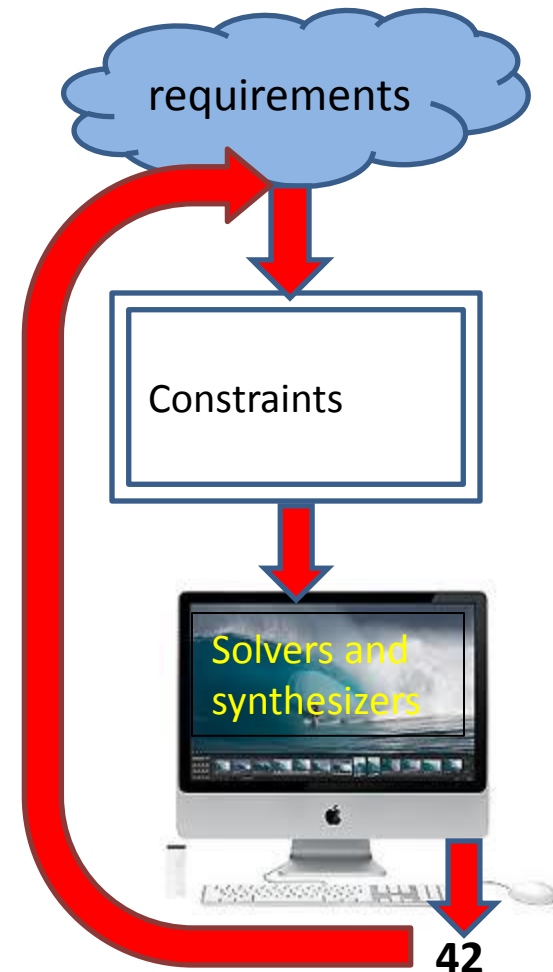 requirements
Constraints
Solvers and
synthesizers
42